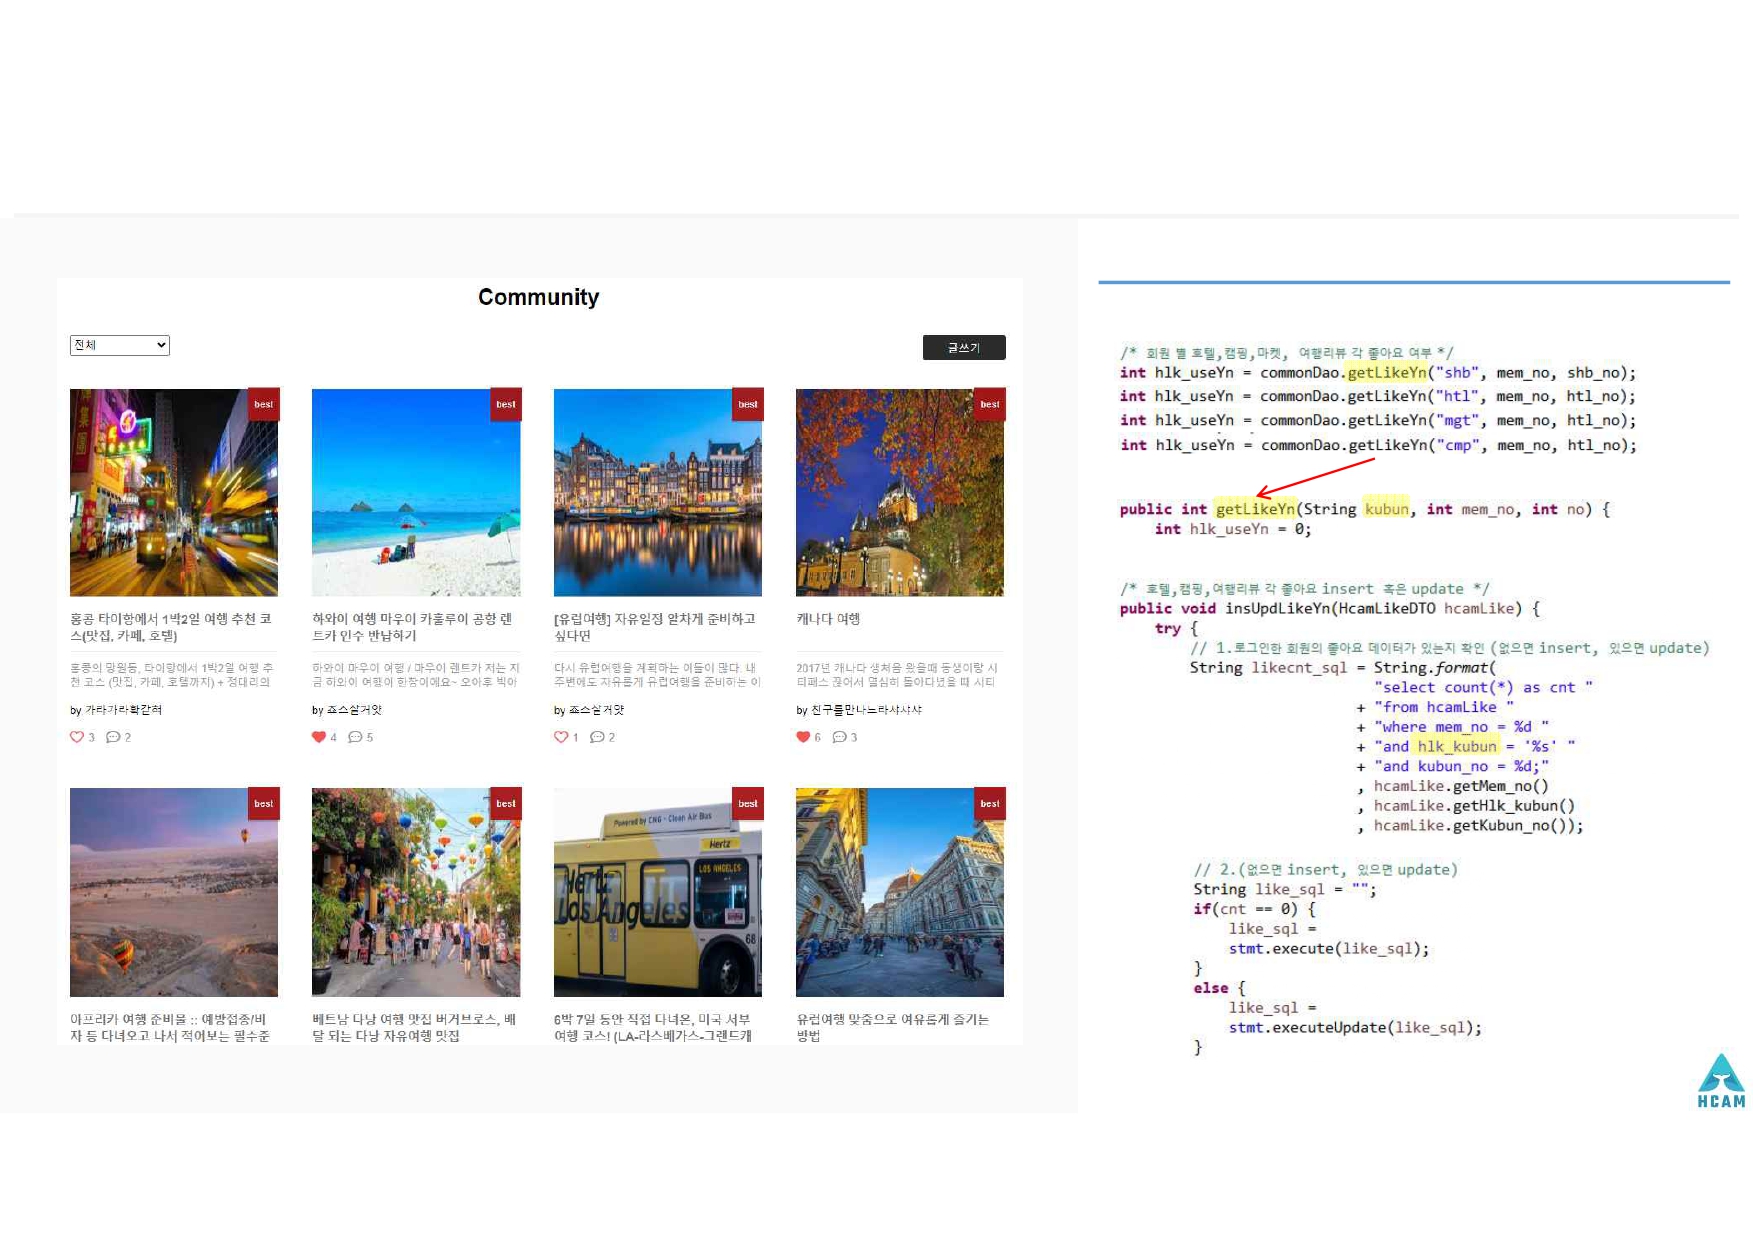 Community
전체
글쓰기
best
best
best
best
홍콩 타이항에서 1박2일 여행 추천 코
스(맛집, 카페, 호텔)
홍콩의 망원동, 타이항에서 1박2일 여행 추
천 코스 (맛집, 카페, 호텔까지) + 정대리의
by 가라가라확갈혀
3 2
하와이 여행 마우이 카훌루이 공항 렌
트카 인수 반납하기
하와이 마우이 여행 / 마우이 렌트카 저는 지
금 하와이 여행이 한창이에요~ 오아후 빅아
by 죠스살거얏
4 5
[유럽여행] 자유일정 알차게 준비하고
싶다면
다시 유럽여행을 계획하는 이들이 많다. 내
주변에도 자유롭게 유럽여행을 준비하는 이
by 죠스살거얏
1 2
캐나다 여행
2017년 캐나다 생처음 왔을때 동생이랑 시
티패스 끊어서 열심히 돌아다녔을 때 시티
by 친구를만나느라샤샤샤
6 3
best
best
best
best
Powered by CNG - Clean Air Bus
Hertz
LOS ANGELES
Hertz
Los Angeles
68
아프리카 여행 준비물 :: 예방접종/비
자 등 다녀오고 나서 적어보는 필수준
베트남 다낭 여행 맛집 버거브로스, 배
달 되는 다낭 자유여행 맛집
6박 7일 동안 직접 다녀온, 미국 서부
여행 코스! (LA-라스베가스-그랜드캐
유럽여행 맞춤으로 여유롭게 즐기는
방법
/* 회원 별 호텔,캠핑,마켓, 여행리뷰 각 좋아요 여부 */
int hlk_useYn = commonDao.getLikeYn("shb", mem_no, shb_no);
int hlk_useYn = commonDao.getLikeYn("htl", mem_no, htl_no);
int hlk_useYn = commonDao.getLikeYn("mgt", mem_no, htl_no);
int hlk_useYn = commonDao.getLikeYn("cmp", mem_no, htl_no);
public int getLikeYn(String kubun, int mem_no, int no) {
int hlk_useYn = 0;
/* 호텔,캠핑,여행리뷰 각 좋아요 insert 혹은 update */
public void insUpdLikeYn(HcamLikeDTO hcamLike) {
try {
// 1.로그인한 회원의 좋아요 데이터가 있는지 확인 (없으면 insert, 있으면 update)
String likecnt_sql = String.format(
"select count(*) as cnt "
+ "from hcamLike "
+ "where mem_no = %d "
+ "and hlk_kubun = '%s' "
+ "and kubun_no = %d;"
, hcamLike.getMem_no()
, hcamLike.getHlk_kubun()
, hcamLike.getKubun_no());
// 2.(없으면 insert, 있으면 update)
String like_sql = "";
if(cnt == 0) {
like_sql =
stmt.execute(like_sql);
}
else {
like_sql =
stmt.executeUpdate(like_sql);
}
HCAM